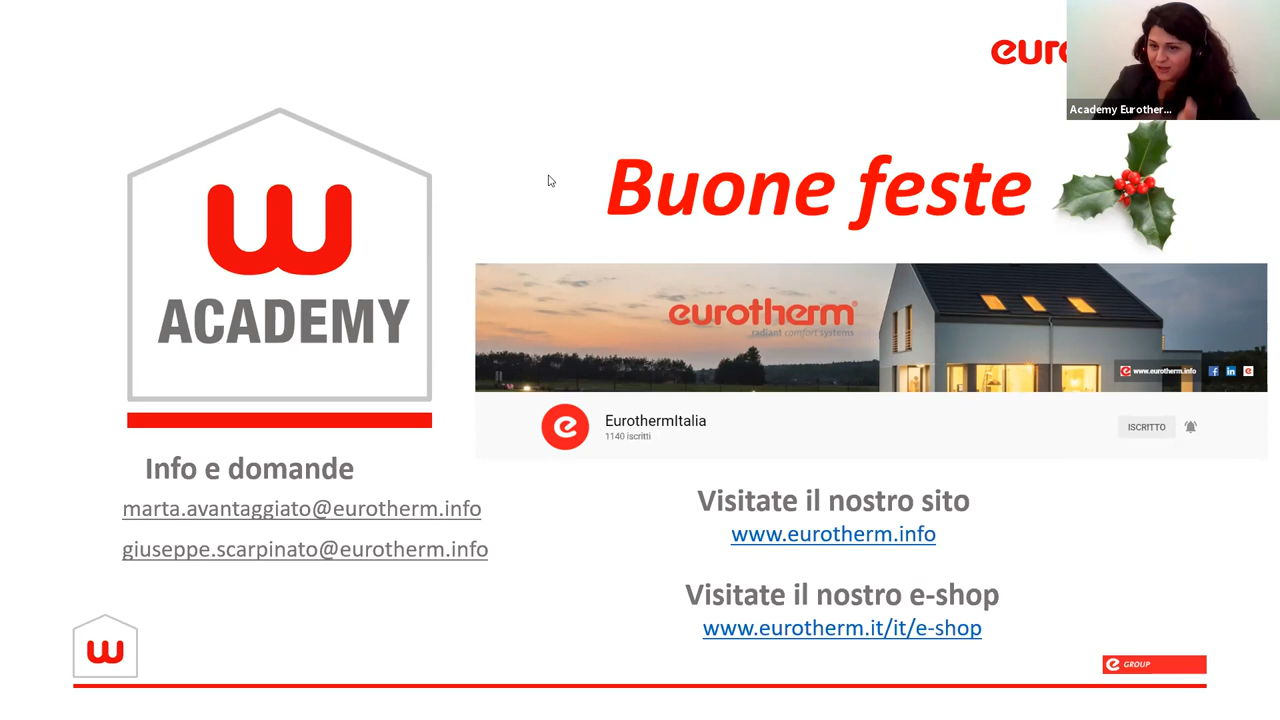 Academy Eurother...
Buone feste
W
ACADEMY
eurotherm®
radiant comfort systems
www.eurotherm.info
EurothermItalia
1140 iscritti
ISCRITTO
Info e domande
marta.avantaggiato@eurotherm.info
giuseppe.scarpinato@eurotherm.info
Visitate il nostro sito
www.eurotherm.info
Visitate il nostro e-shop
www.eurotherm.it/it/e-shop
w
e GROUP